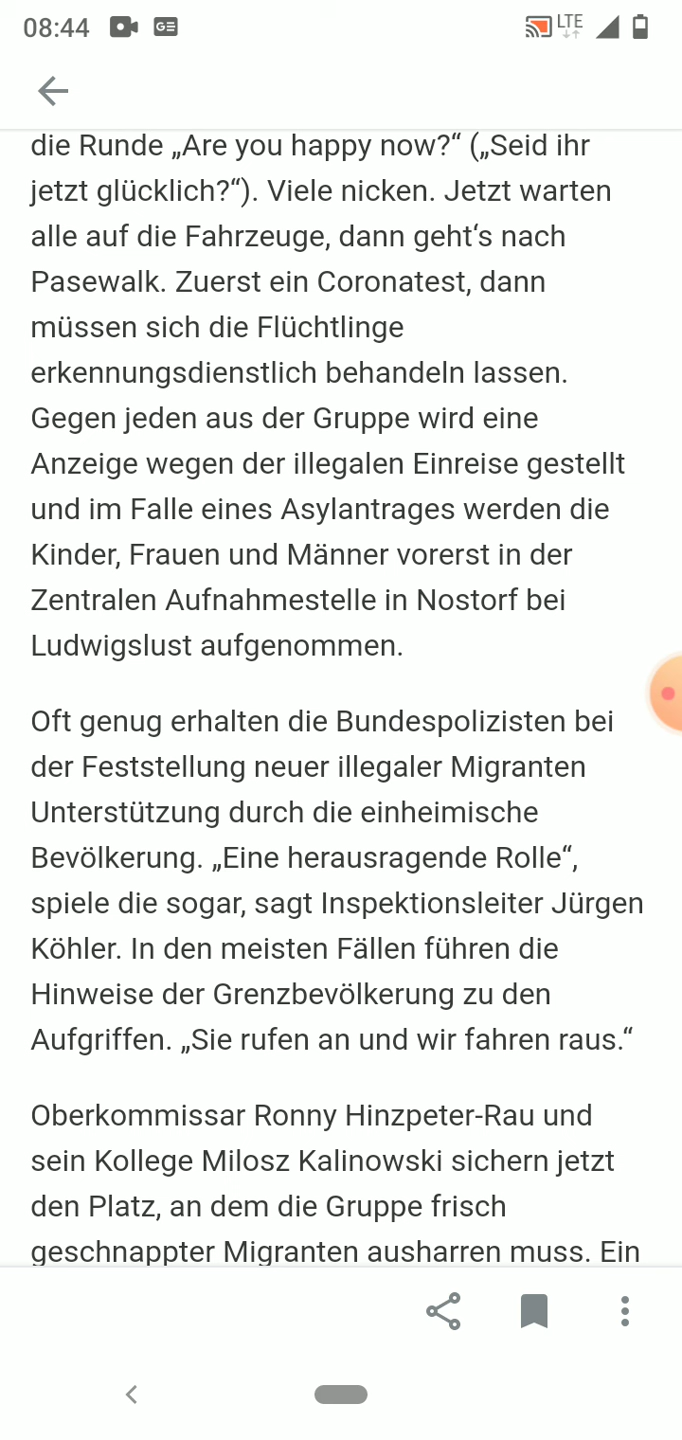 08:44
GE
LTE
die Runde „Are you happy now?“ („Seid ihr
jetzt glücklich?“). Viele nicken. Jetzt warten
alle auf die Fahrzeuge, dann geht‘s nach
Pasewalk. Zuerst ein Coronatest, dann
müssen sich die Flüchtlinge
erkennungsdienstlich behandeln lassen.
Gegen jeden aus der Gruppe wird eine
Anzeige wegen der illegalen Einreise gestellt
und im Falle eines Asylantrages werden die
Kinder, Frauen und Männer vorerst in der
Zentralen Aufnahmestelle in Nostorf bei
Ludwigslust aufgenommen.
Oft genug erhalten die Bundespolizisten bei
der Feststellung neuer illegaler Migranten
Unterstützung durch die einheimische
Bevölkerung. „Eine herausragende Rolle“,
spiele die sogar, sagt Inspektionsleiter Jürgen
Köhler. In den meisten Fällen führen die
Hinweise der Grenzbevölkerung zu den
Aufgriffen. „Sie rufen an und wir fahren raus.“
Oberkommissar Ronny Hinzpeter-Rau und
sein Kollege Milosz Kalinowski sichern jetzt
den Platz, an dem die Gruppe frisch
geschnappter Migranten ausharren muss. Ein